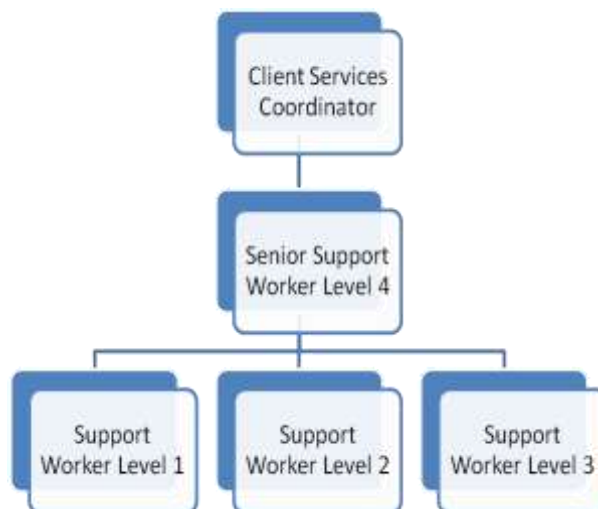 Client Services
Coordinator
Senior Support
Worker Level 4
Support
Worker Level 1
Support
Worker Level 2
Support
Worker Level 3